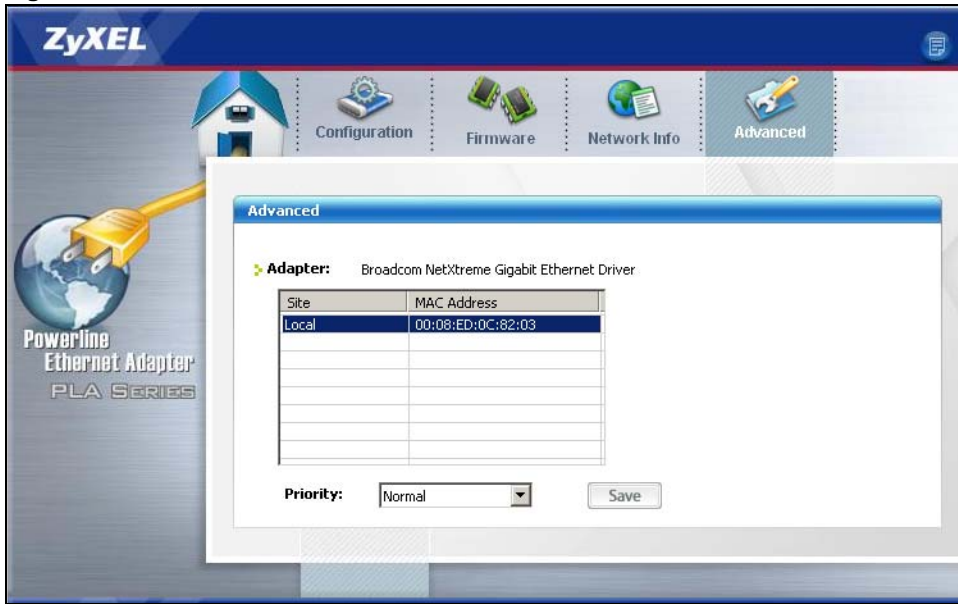 ZyXEL
Configuration
Firmware
Network Info
Advanced
Advanced
Adapter: Broadcom NetXtreme Gigabit Ethernet Driver
Site MAC Address
Local 00:08:ED:0C:82:03
Powerline
Ethernet Adapter
PLA SERIES
Priority: Normal Save